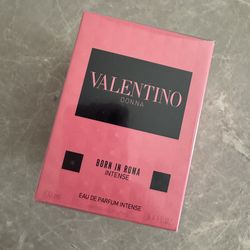 VALENTINO
DONNA
BORN IN ROMA
INTENSE
EAU DE PARFUM INTENSE